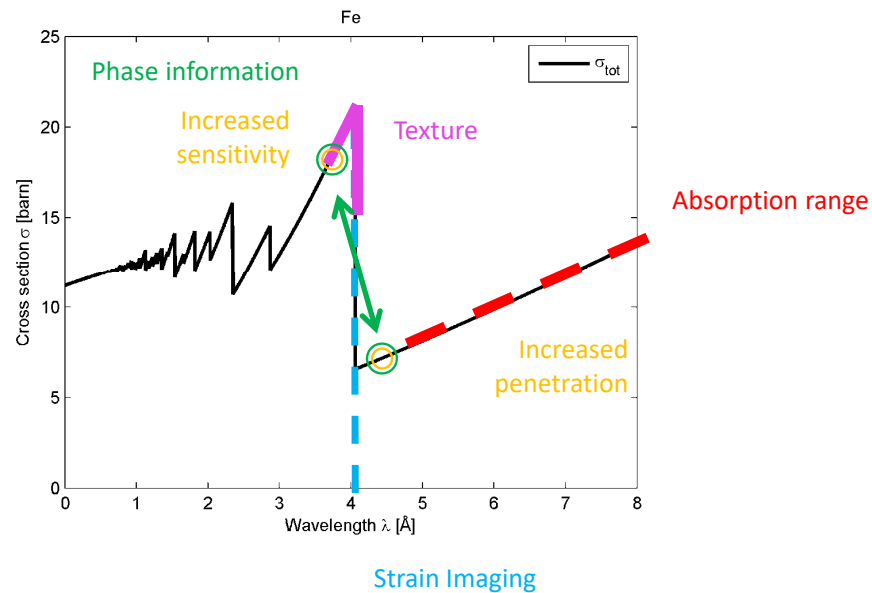 Fe
25
20
15
10
5
0
0 1 2 3 4 5 6 7 8
Cross section σ [barn]
Wavelength λ [Å]
σtot
Phase information
Increased
sensitivity
Texture
Absorption range
Increased
penetration
Strain Imaging